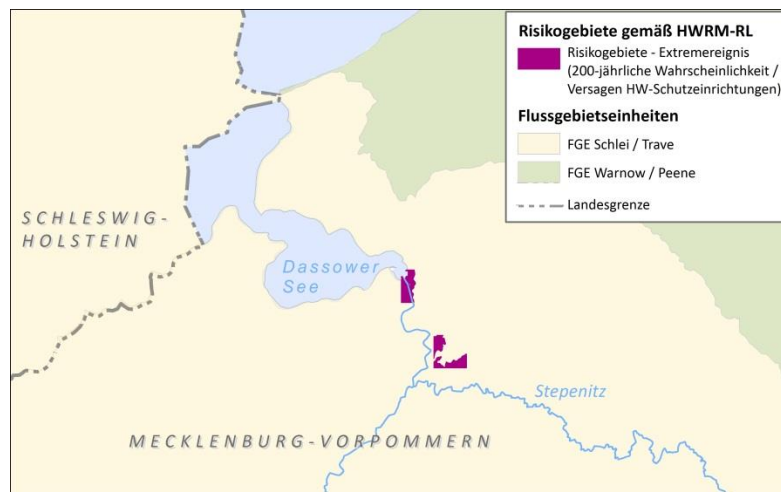 Risikogebiete gemäß HWRM-RL
Risikogebiete - Extremereignis
(200-jährliche Wahrscheinlichkeit /
Versagen HW-Schutzeinrichtungen)
Flussgebietseinheiten
FGE Schlei / Trave
FGE Warnow / Peene
Landesgrenze
SCHLESWIG-
HOLSTEIN
Dassower
See
Stepenitz
MECKLENBURG-VORPOMMERN